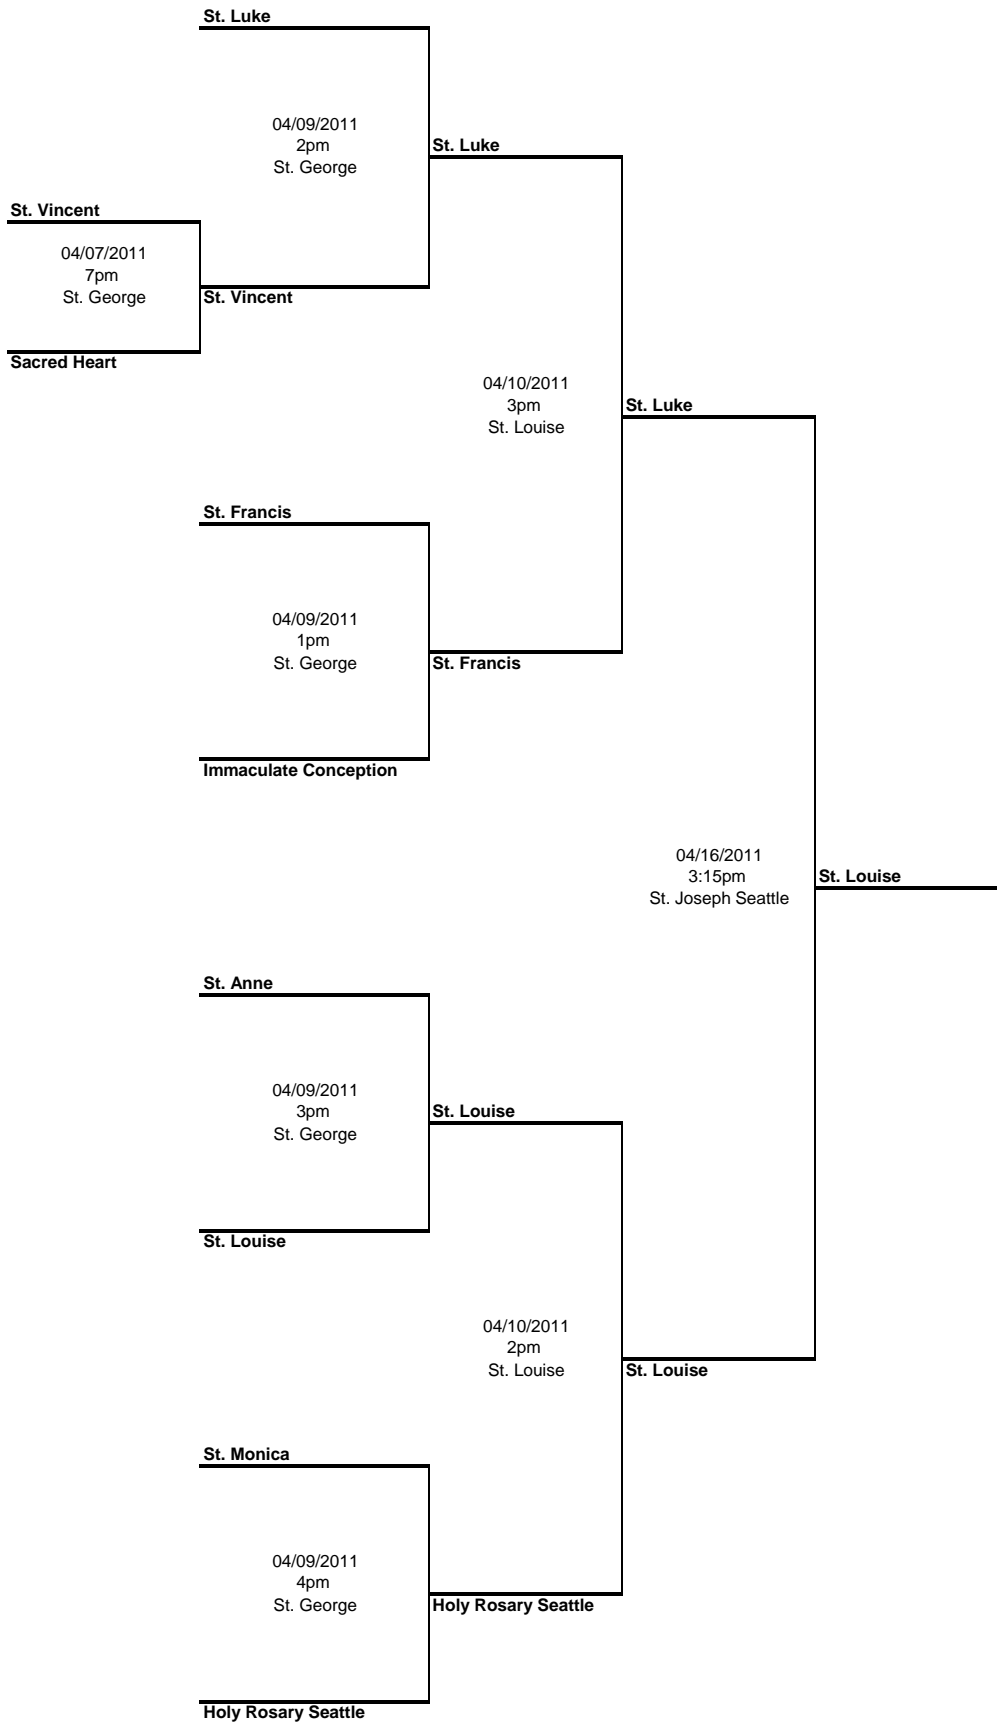 St. Luke
04/09/2011
2pm
St. George
St. Luke
St. Vincent
04/07/2011
7pm
St. George
St. Vincent
Sacred Heart
04/10/2011
3pm
St. Louise
St. Luke
St. Francis
04/09/2011
1pm
St. George
St. Francis
Immaculate Conception
04/16/2011
3:15pm
St. Joseph Seattle
St. Louise
St. Anne
04/09/2011
3pm
St. George
St. Louise
St. Louise
04/10/2011
2pm
St. Louise
St. Louise
St. Monica
04/09/2011
4pm
St. George
Holy Rosary Seattle
Holy Rosary Seattle